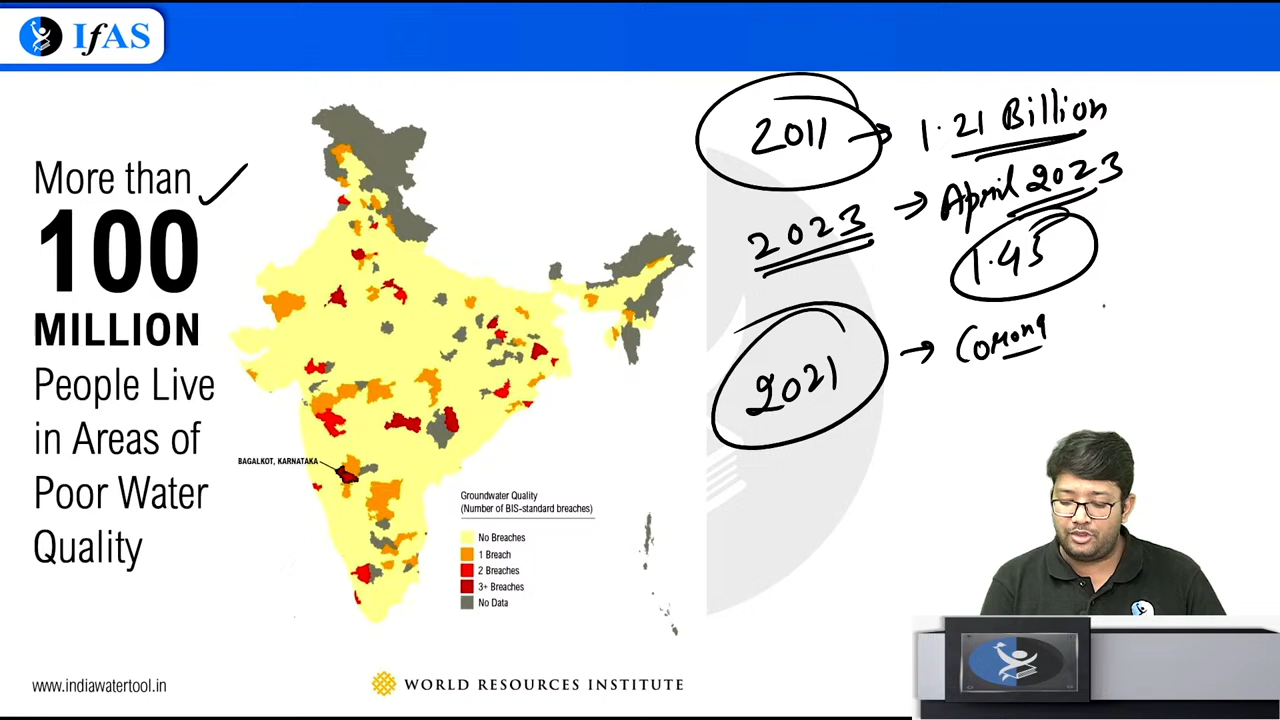 IfAS
More than
100
MILLION
People Live
in Areas of
Poor Water
Quality
BAGALKOT, KARNATAKA
Groundwater Quality
(Number of BIS-standard breaches)
No Breaches
1 Breach
2 Breaches
3+ Breaches
No Data
www.indiawatertool.in
WORLD RESOURCES INSTITUTE
2011 → 1.21 Billion
2023 → April 2023
1.45
2021 → Corona